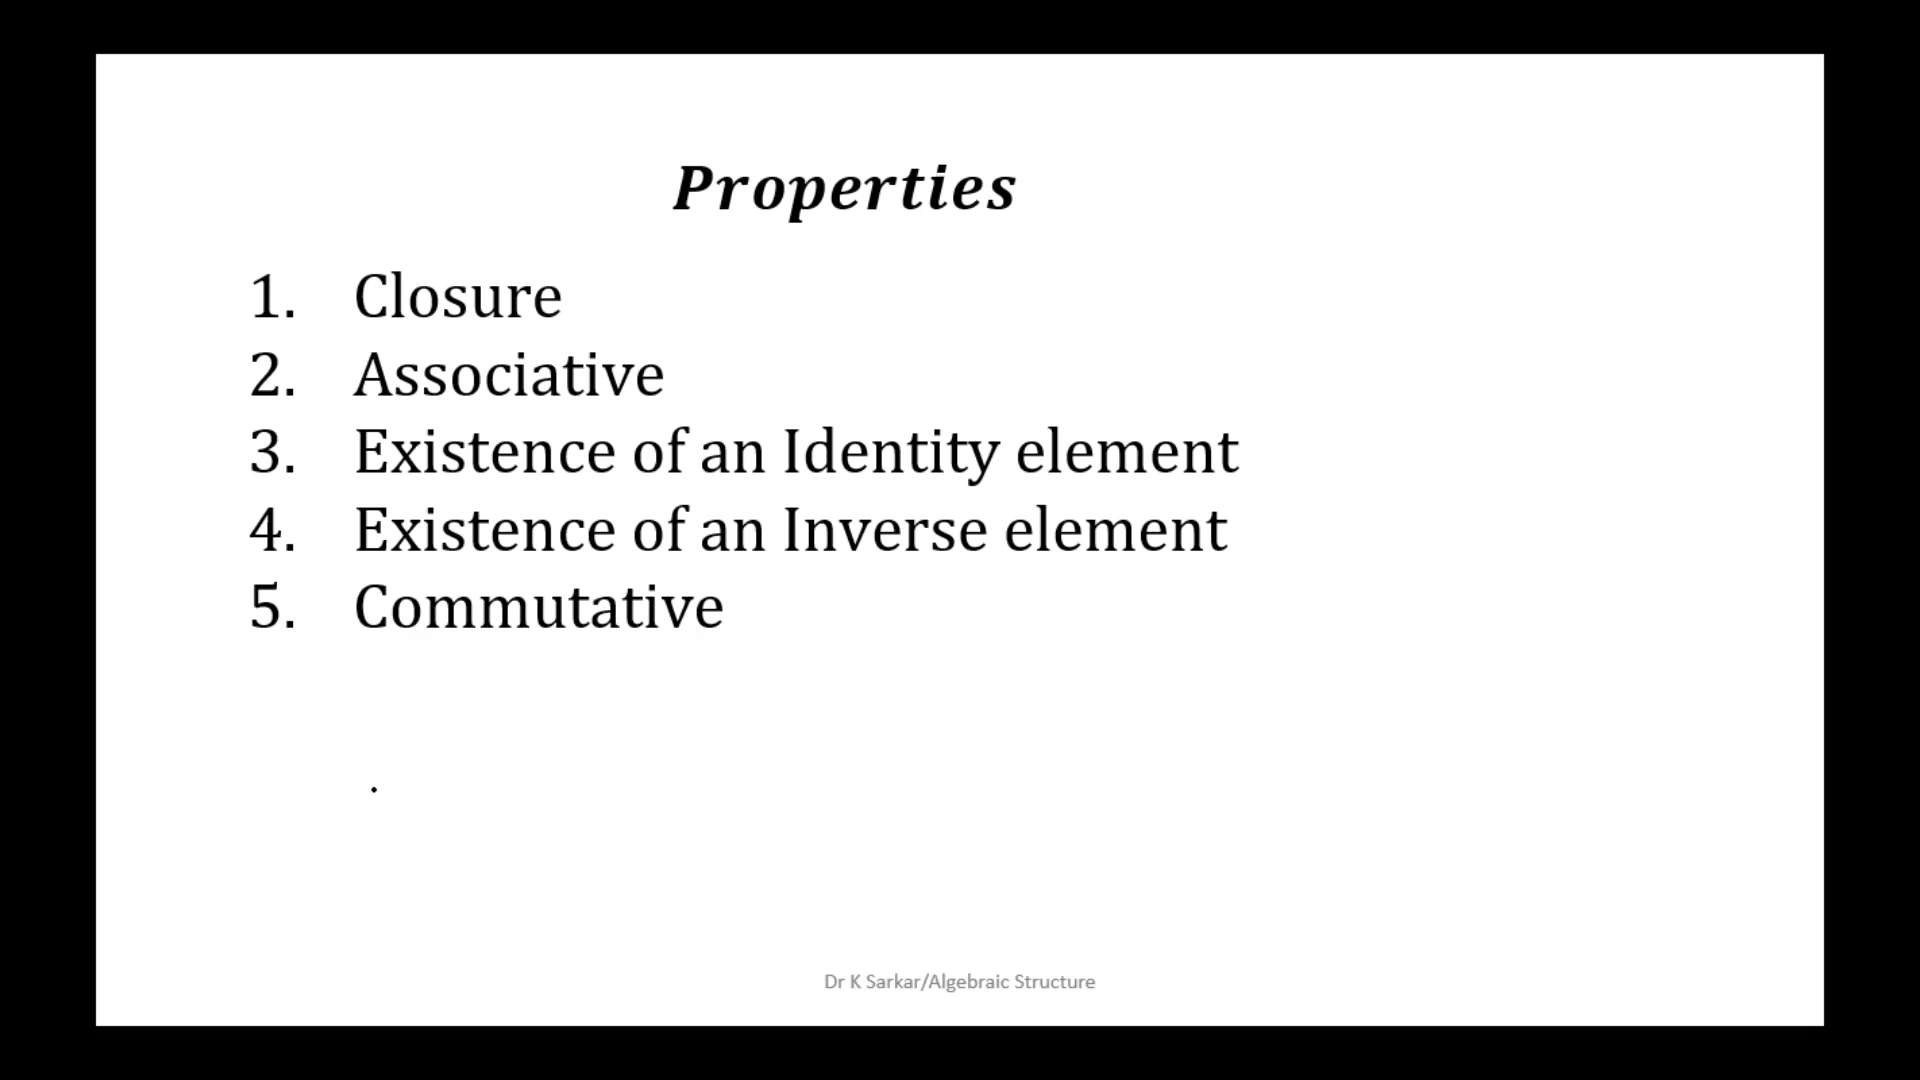 Properties
1. Closure
2. Associative
3. Existence of an Identity element
4. Existence of an Inverse element
5. Commutative
Dr K Sarkar/Algebraic Structure